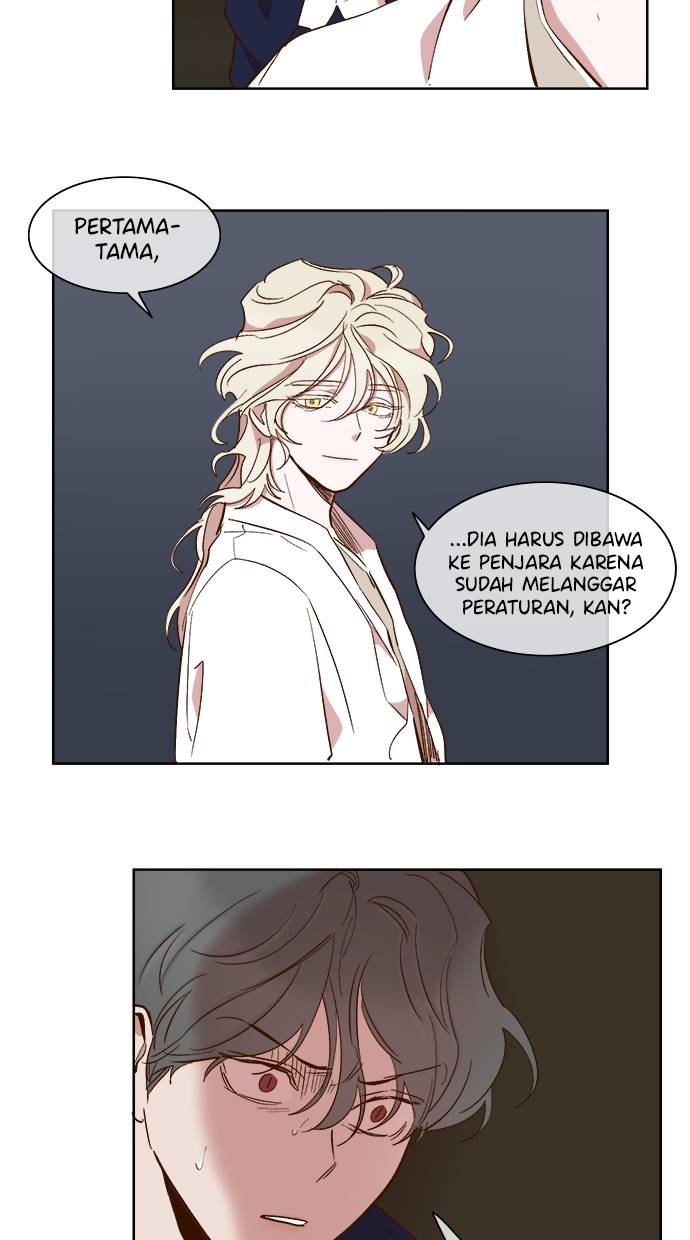 PERTAMA-
TAMA,
...DIA HARUS DIBAWA
KE PENJARA KARENA
SUDAH MELANGGAR
PERATURAN, KAN?